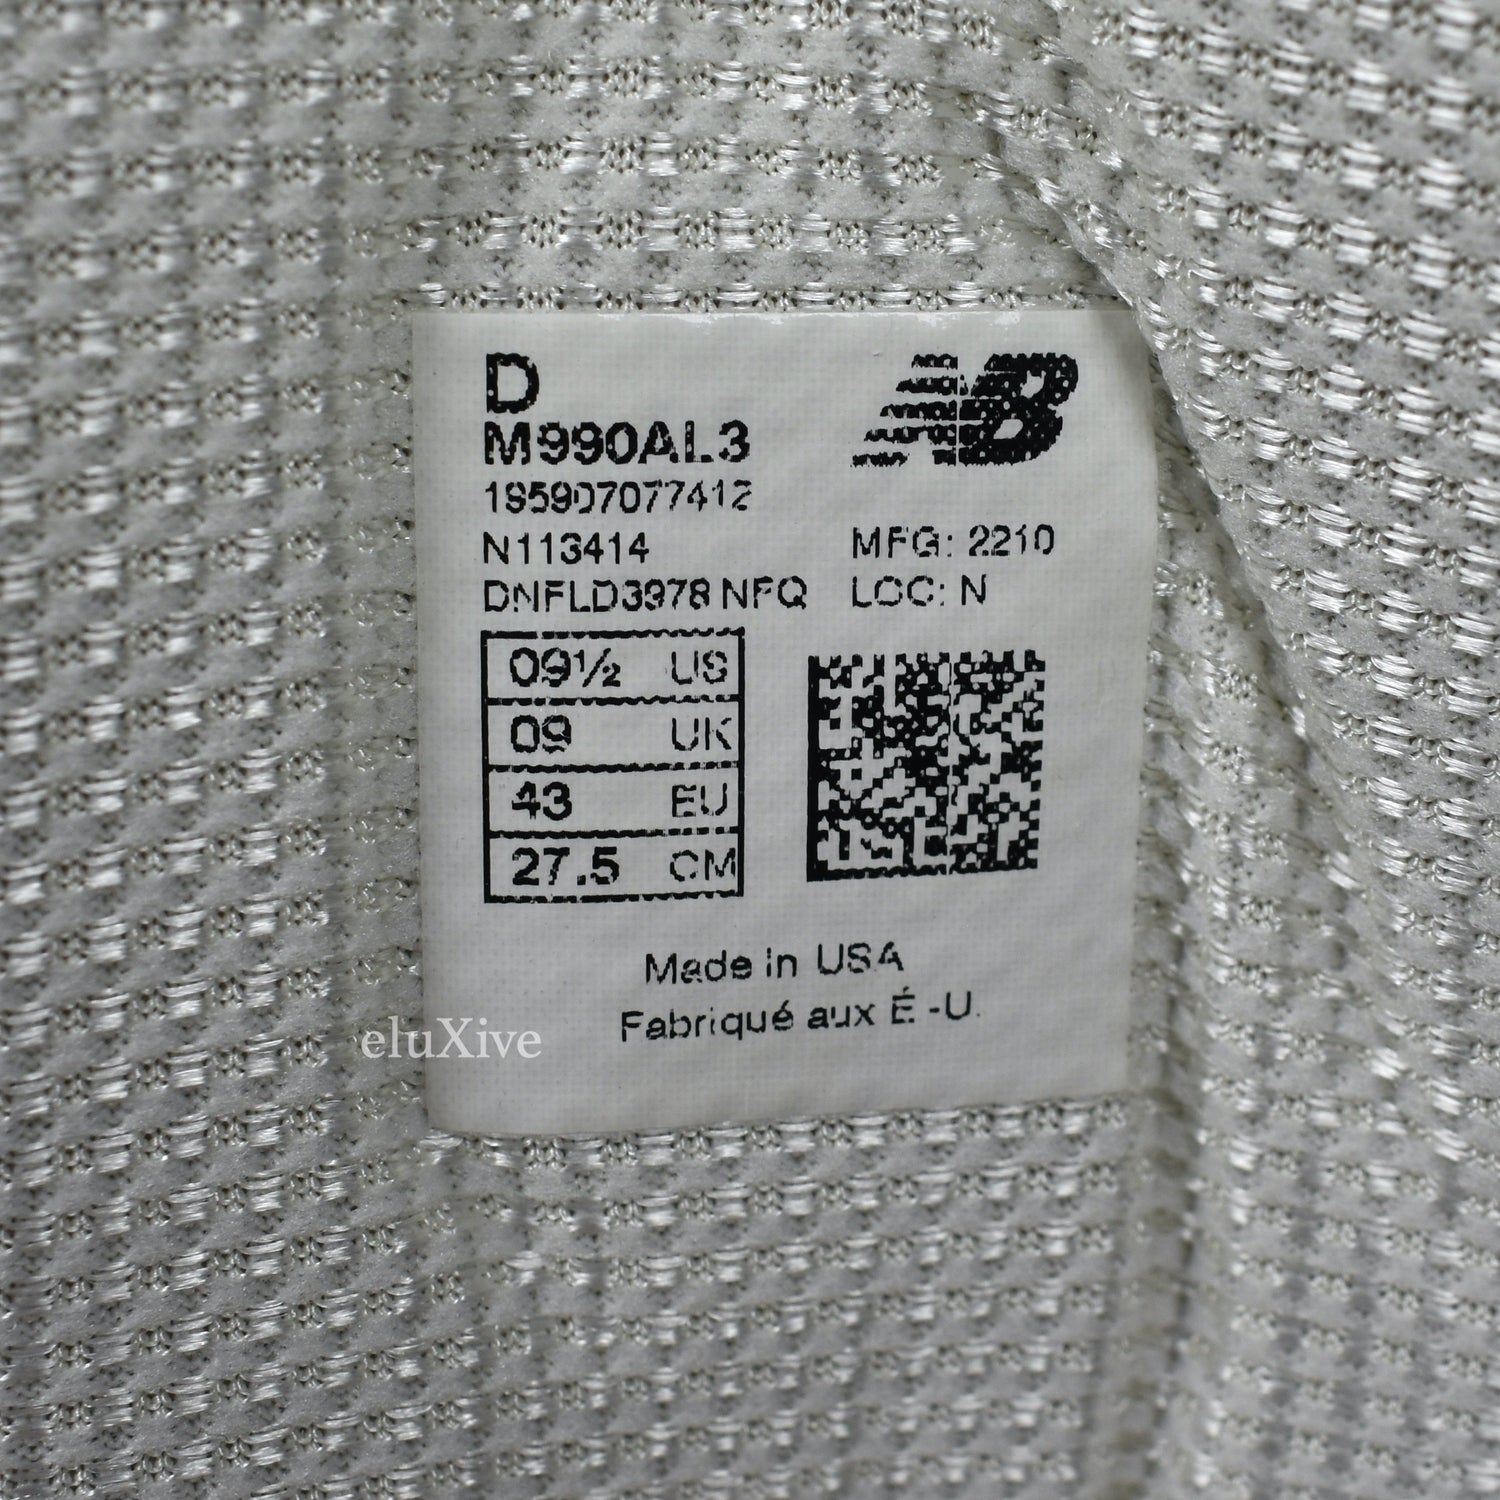 D
NB
M990AL3
195907077412
N113414
MFG: 2210
DNFLD3978 NFQ
LOC: N
09½ US
09 UK
43 EU
27.5 CM
Made in USA
Fabriqué aux É -U.
eluXive